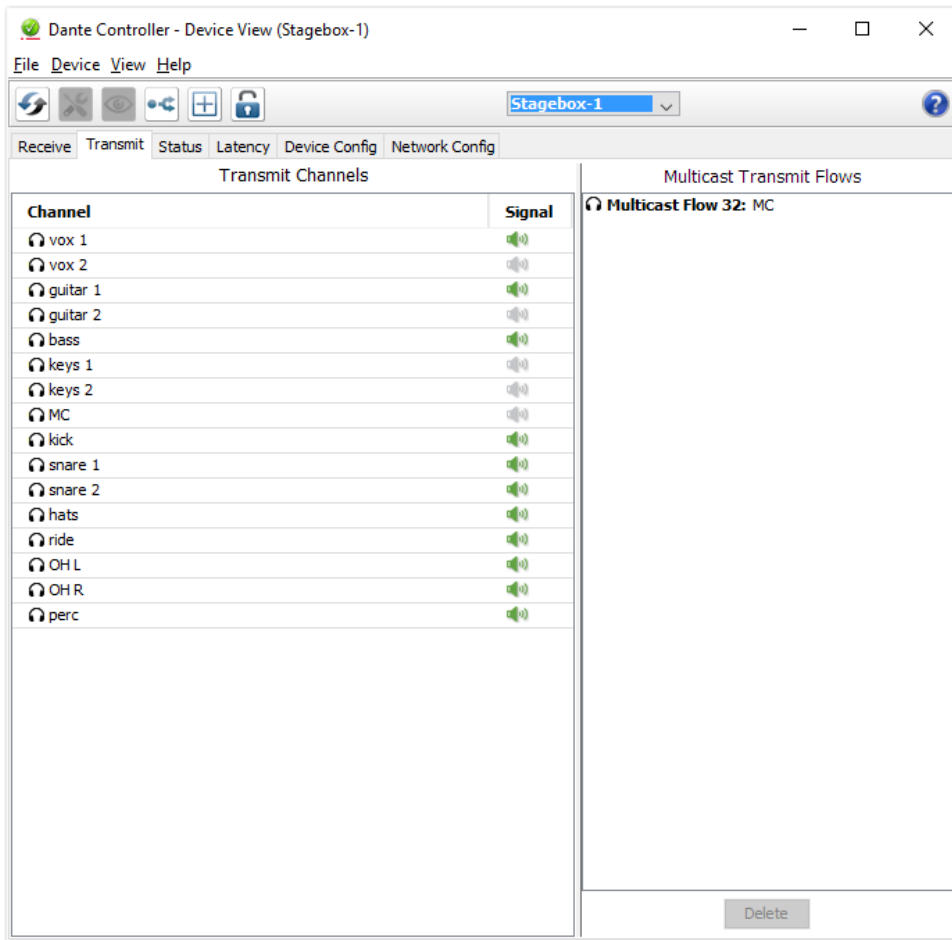 Dante Controller - Device View (Stagebox-1)
File Device View Help
Stagebox-1
?
Receive Transmit Status Latency Device Config Network Config
Transmit Channels
Channel Signal
vox 1
vox 2
guitar 1
guitar 2
bass
keys 1
keys 2
MC
kick
snare 1
snare 2
hats
ride
OH L
OH R
perc
Multicast Transmit Flows
Multicast Flow 32: MC
Delete